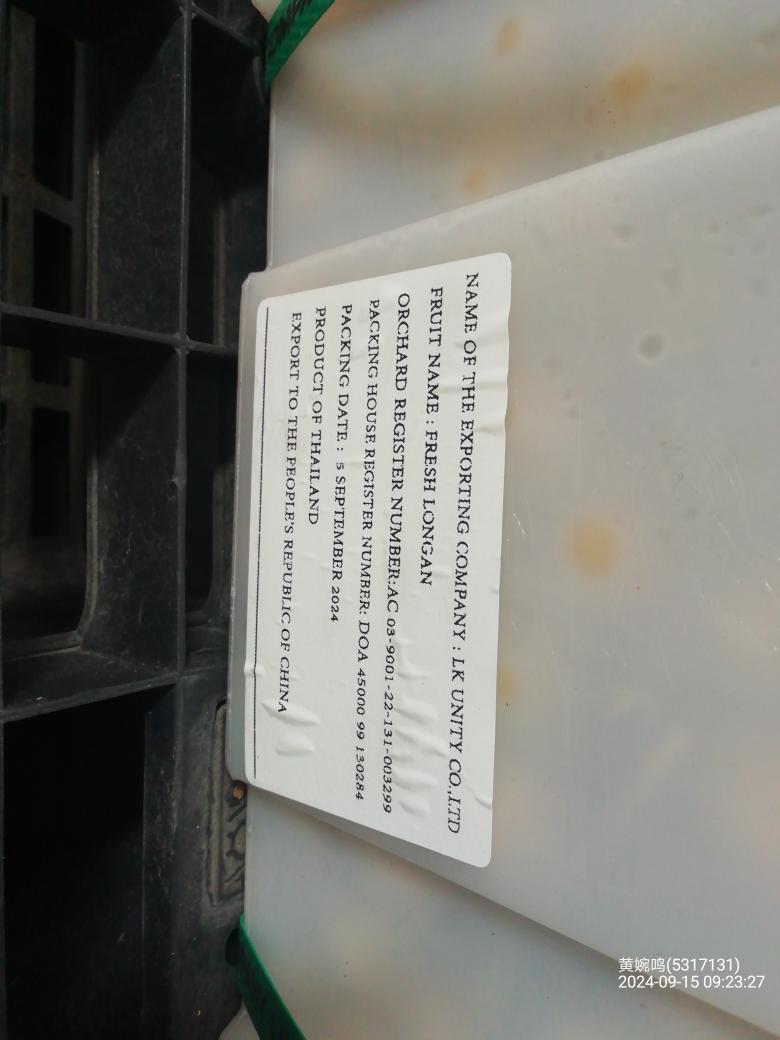 NAME OF THE EXPORTING COMPANY : LK UNITY CO.,LTD
FRUIT NAME : FRESH LONGAN
ORCHARD REGISTER NUMBER:AC 03-9001-22-131-003299
PACKING HOUSE REGISTER NUMBER: DOA 45000 99 130284
PACKING DATE : 5 SEPTEMBER 2024
PRODUCT OF THAILAND
EXPORT TO THE PEOPLE'S REPUBLIC OF CHINA
黄婉鸣(5317131)
2024-09-15 09:23:27